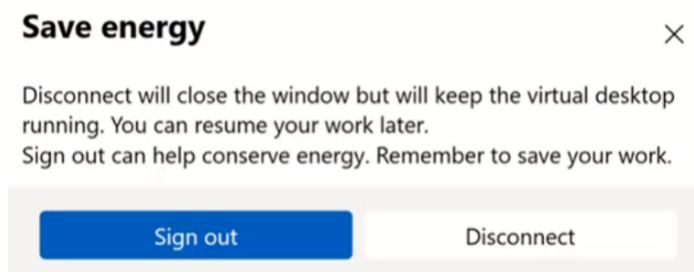 Save energy
Disconnect will close the window but will keep the virtual desktop
running. You can resume your work later.
Sign out can help conserve energy. Remember to save your work.
Sign out
Disconnect